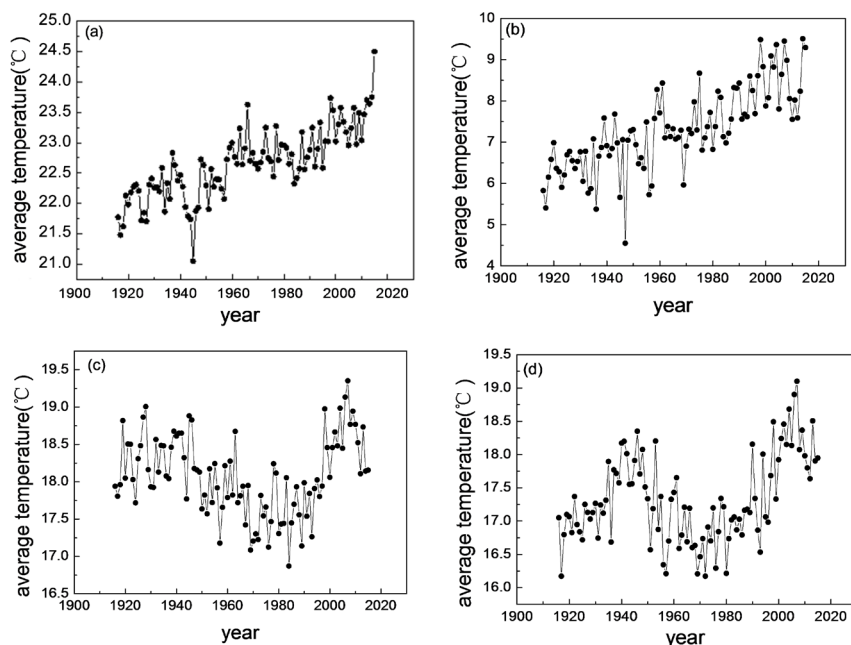 (a)
25.0
24.5
24.0
23.5
23.0
22.5
22.0
21.5
21.0
average temperature(℃)
1900 1920 1940 1960 1980 2000 2020
year
(b)
10
9
8
7
6
5
4
average temperature(℃)
1900 1920 1940 1960 1980 2000 2020
year
(c)
19.5
19.0
18.5
18.0
17.5
17.0
16.5
average temperature(℃)
1900 1920 1940 1960 1980 2000 2020
year
(d)
19.5
19.0
18.5
18.0
17.5
17.0
16.5
16.0
average temperature(℃)
1900 1920 1940 1960 1980 2000 2020
year